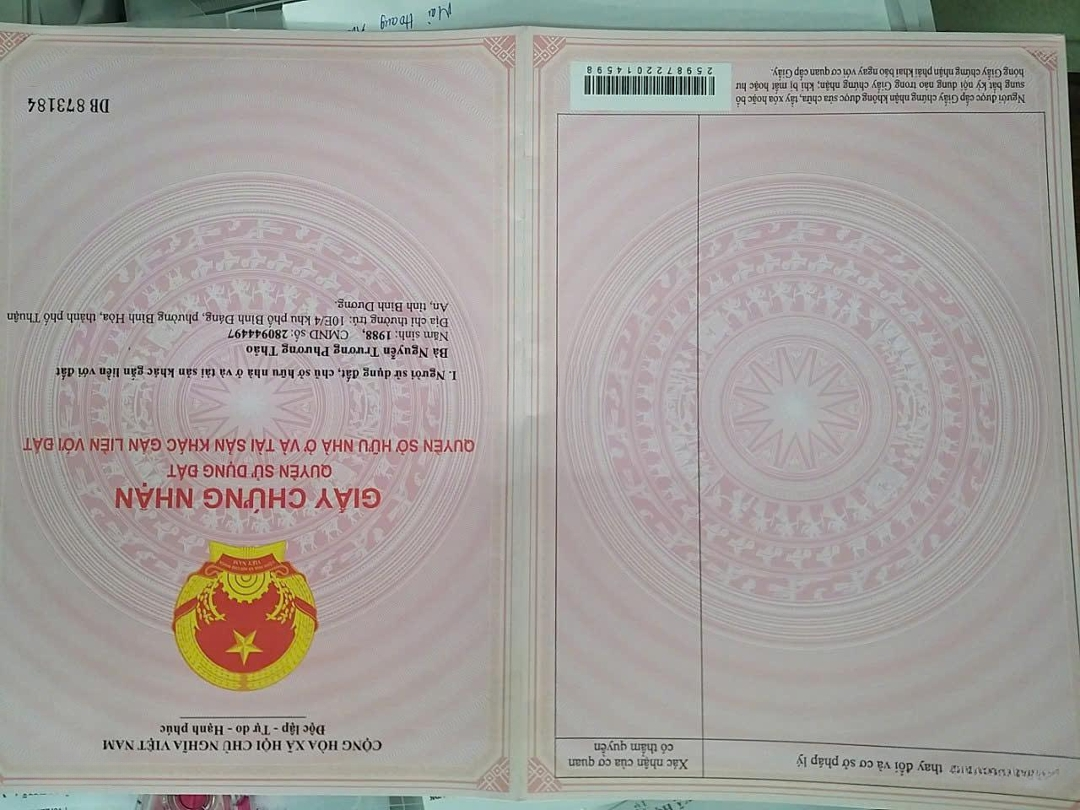 CỘNG HÒA XÃ HỘI CHỦ NGHĨA VIỆT NAM
Độc lập - Tự do - Hạnh phúc
GIẤY CHỨNG NHẬN
QUYỀN SỬ DỤNG ĐẤT
QUYỀN SỞ HỮU NHÀ Ở VÀ TÀI SẢN KHÁC GẮN LIỀN VỚI ĐẤT
I. Người sử dụng đất, chủ sở hữu nhà ở và tài sản khác gắn liền với đất
Bà Nguyễn Trương Phương Thảo
Năm sinh: 1988, CMND số: 280944497
Địa chỉ thường trú: 10E/4 khu phố Bình Đáng, phường Bình Hòa, thành phố Thuận
An, tỉnh Bình Dương.
DB 873184
thay đổi và cơ sở pháp lý
Xác nhận của cơ quan
có thẩm quyền
Người được cấp Giấy chứng nhận không được sửa chữa, tẩy xóa hoặc bổ
sung bất kỳ nội dung nào trong Giấy chứng nhận; khi bị mất hoặc hư
hỏng Giấy chứng nhận phải khai báo ngay với cơ quan cấp Giấy.
2598722014598
Mai Hoang